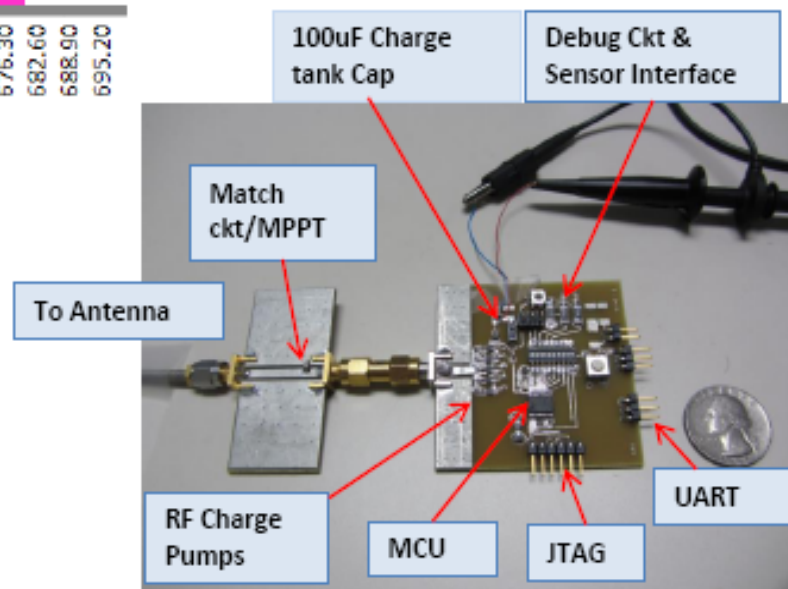 676.30
682.60
688.90
695.20
100uF Charge
tank Cap
Debug Ckt &
Sensor Interface
Match
ckt/MPPT
To Antenna
RF Charge
Pumps
MCU
JTAG
UART